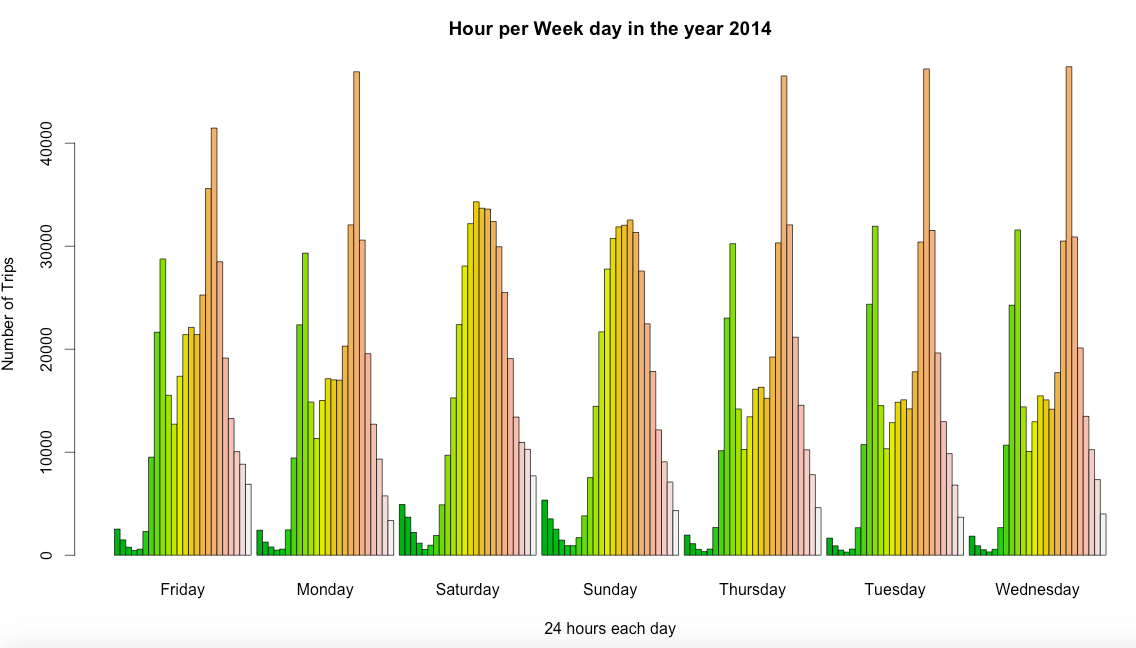 Hour per Week day in the year 2014
Number of Trips
40000
30000
20000
10000
0
Friday Monday Saturday Sunday Thursday Tuesday Wednesday
24 hours each day